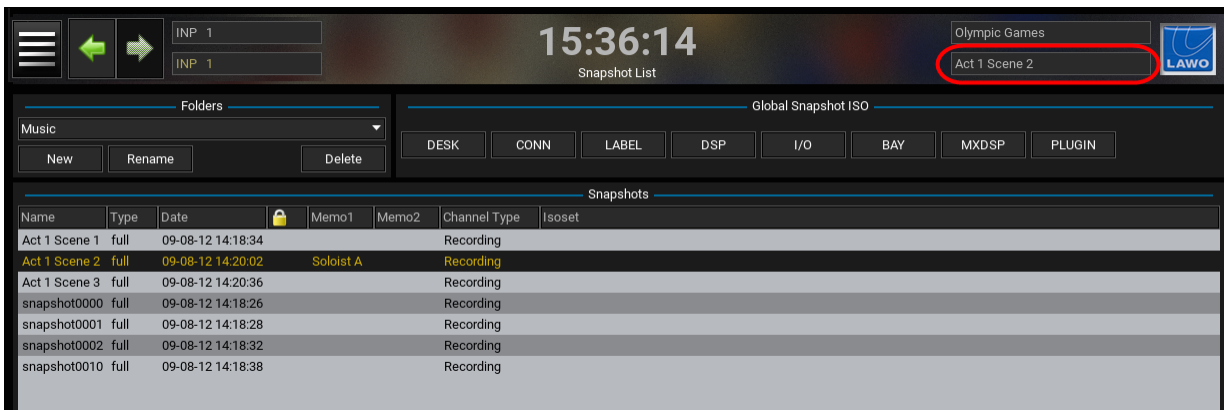 INP 1
INP 1
15:36:14
Snapshot List
Olympic Games
Act 1 Scene 2
LAWO
Folders
Music
New Rename Delete
Global Snapshot ISO
DESK CONN LABEL DSP I/O BAY MXDSP PLUGIN
Snapshots
Name Type Date Memo1 Memo2 Channel Type Isoset
Act 1 Scene 1 full 09-08-12 14:18:34 Recording
Act 1 Scene 2 full 09-08-12 14:20:02 Soloist A Recording
Act 1 Scene 3 full 09-08-12 14:20:36 Recording
snapshot0000 full 09-08-12 14:18:26 Recording
snapshot0001 full 09-08-12 14:18:28 Recording
snapshot0002 full 09-08-12 14:18:32 Recording
snapshot0010 full 09-08-12 14:18:38 Recording